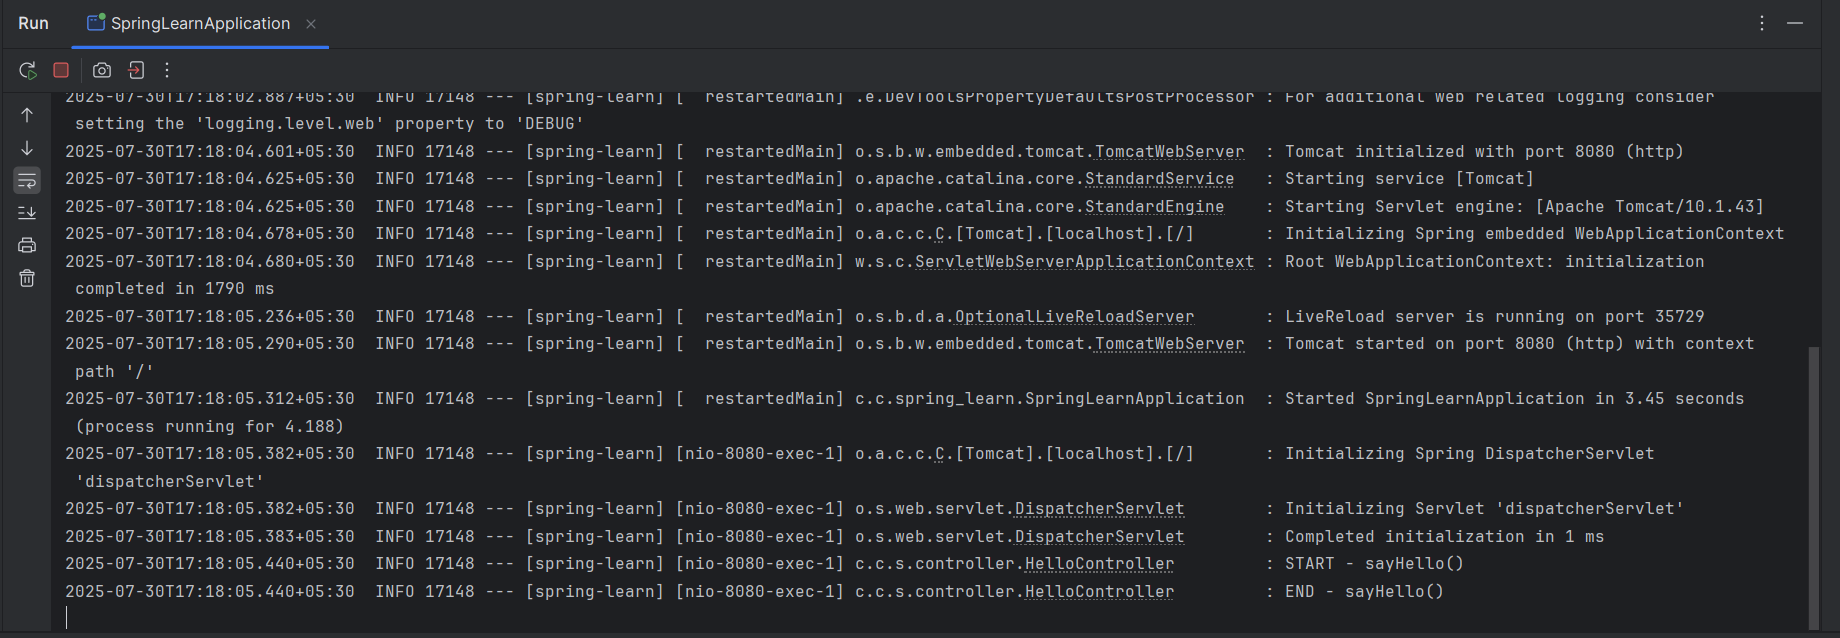 Run SpringLearnApplication
2025-07-30T17:18:02.887+05:30  INFO 17148 --- [spring-learn] [  restartedMain] .e.DevToolsPropertyDefaultsPostProcessor : For additional web related logging consider
setting the 'logging.level.web' property to 'DEBUG'
2025-07-30T17:18:04.601+05:30  INFO 17148 --- [spring-learn] [  restartedMain] o.s.b.w.embedded.tomcat.TomcatWebServer  : Tomcat initialized with port 8080 (http)
2025-07-30T17:18:04.625+05:30  INFO 17148 --- [spring-learn] [  restartedMain] o.apache.catalina.core.StandardService   : Starting service [Tomcat]
2025-07-30T17:18:04.625+05:30  INFO 17148 --- [spring-learn] [  restartedMain] o.apache.catalina.core.StandardEngine    : Starting Servlet engine: [Apache Tomcat/10.1.43]
2025-07-30T17:18:04.678+05:30  INFO 17148 --- [spring-learn] [  restartedMain] o.a.c.c.C.[Tomcat].[localhost].[/]       : Initializing Spring embedded WebApplicationContext
2025-07-30T17:18:04.680+05:30  INFO 17148 --- [spring-learn] [  restartedMain] w.s.c.ServletWebServerApplicationContext : Root WebApplicationContext: initialization
completed in 1790 ms
2025-07-30T17:18:05.236+05:30  INFO 17148 --- [spring-learn] [  restartedMain] o.s.b.d.a.OptionalLiveReloadServer       : LiveReload server is running on port 35729
2025-07-30T17:18:05.290+05:30  INFO 17148 --- [spring-learn] [  restartedMain] o.s.b.w.embedded.tomcat.TomcatWebServer  : Tomcat started on port 8080 (http) with context
path '/'
2025-07-30T17:18:05.312+05:30  INFO 17148 --- [spring-learn] [  restartedMain] c.c.spring_learn.SpringLearnApplication  : Started SpringLearnApplication in 3.45 seconds
(process running for 4.188)
2025-07-30T17:18:05.382+05:30  INFO 17148 --- [spring-learn] [nio-8080-exec-1] o.a.c.c.C.[Tomcat].[localhost].[/]       : Initializing Spring DispatcherServlet
'dispatcherServlet'
2025-07-30T17:18:05.382+05:30  INFO 17148 --- [spring-learn] [nio-8080-exec-1] o.s.web.servlet.DispatcherServlet        : Initializing Servlet 'dispatcherServlet'
2025-07-30T17:18:05.383+05:30  INFO 17148 --- [spring-learn] [nio-8080-exec-1] o.s.web.servlet.DispatcherServlet        : Completed initialization in 1 ms
2025-07-30T17:18:05.440+05:30  INFO 17148 --- [spring-learn] [nio-8080-exec-1] c.c.s.controller.HelloController         : START - sayHello()
2025-07-30T17:18:05.440+05:30  INFO 17148 --- [spring-learn] [nio-8080-exec-1] c.c.s.controller.HelloController         : END - sayHello()